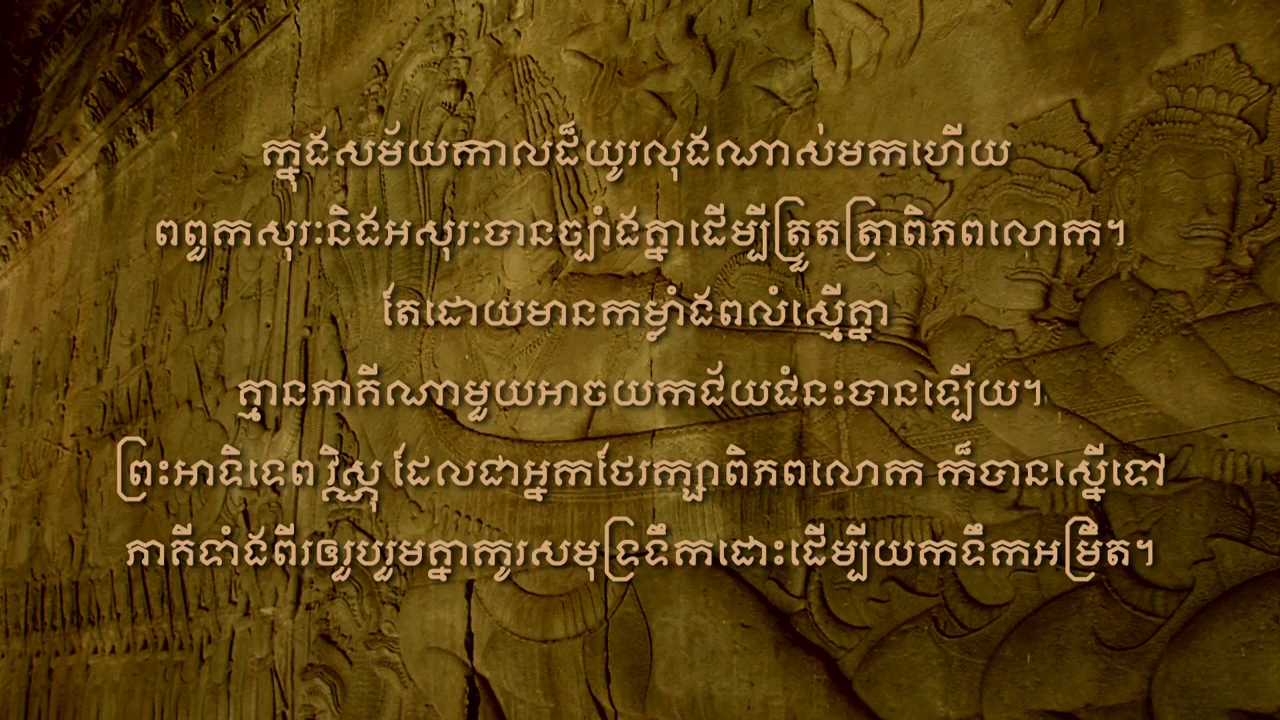 ក្នុងសម័យកាលដ៏យូរលុងណាស់មកហើយ
ពពួកសុរៈនិងអសុរៈបានច្បាំងគ្នាដើម្បីត្រួតត្រាពិភពលោក។
តែដោយមានកម្លាំងពលំស្មើគ្នា
គ្មានភាគីណាមួយអាចយកជ័យជំនះបានឡើយ។
ព្រះអាទិទេព វិស្ណុ ដែលជាអ្នកថែរក្សាពិភពលោក ក៏បានស្នើទៅ
ភាគីទាំងពីរឲ្យរួបរួមគ្នាកូរសមុទ្រទឹកដោះដើម្បីយកទឹកអម្រឹត។